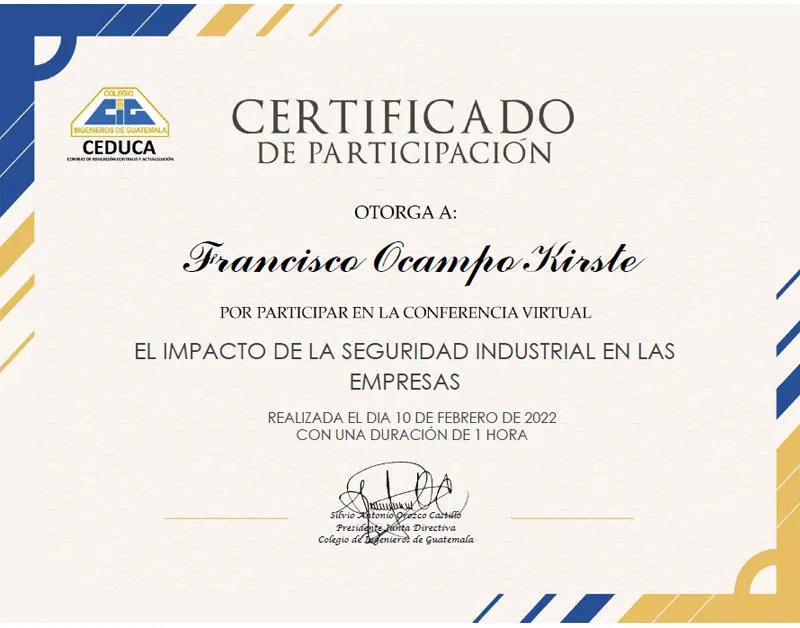 COLEGIO
CIG
INGENIEROS DE GUATEMALA
CEDUCA
CONSEJO DE EDUCACIÓN CONTINUA Y ACTUALIZACIÓN
CERTIFICADO
DE PARTICIPACIÓN
OTORGA A:
Francisco Ocampo Kirste
POR PARTICIPAR EN LA CONFERENCIA VIRTUAL
EL IMPACTO DE LA SEGURIDAD INDUSTRIAL EN LAS
EMPRESAS
REALIZADA EL DIA 10 DE FEBRERO DE 2022
CON UNA DURACIÓN DE 1 HORA
Silvio Antonio Orozco Castillo
Presidente Junta Directiva
Colegio de Ingenieros de Guatemala